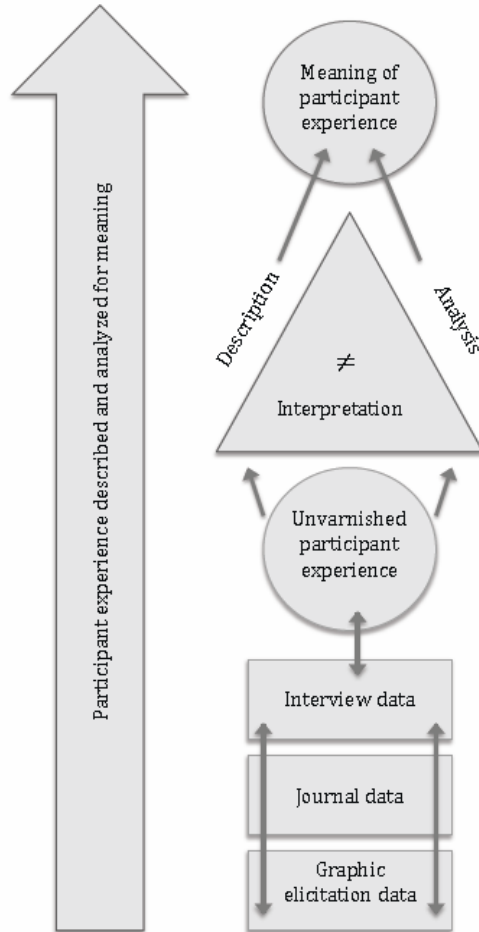 Participant experience described and analyzed for meaning
Meaning of
participant
experience
Description
Analysis
≠
Interpretation
Unvarnished
participant
experience
Interview data
Journal data
Graphic
elicitation data